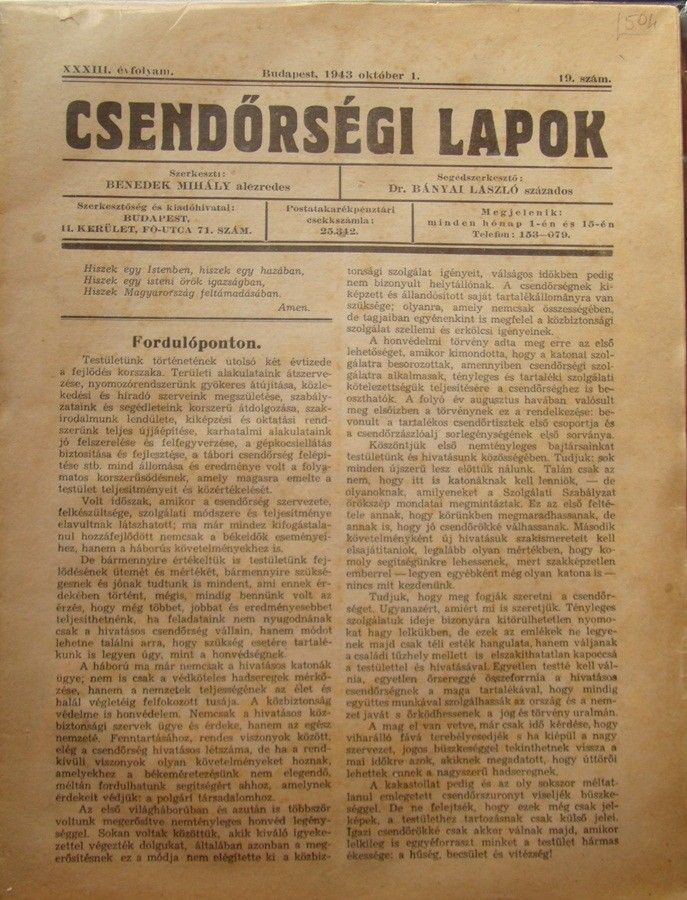 1504
XXXIII. évfolyam.
Budapest, 1943 október 1.
19. szám.
CSENDŐRSÉGI LAPOK
Szerkeszti:
BENEDEK MIHÁLY alezredes
Segédszerkesztő:
Dr. BÁNYAI LÁSZLÓ százados
Szerkesztőség és kiadóhivatal:
BUDAPEST,
II. KERÜLET, FŐ-UTCA 71. SZÁM.
Postatakarékpénztári
csekkszámla:
25.342.
Megjelenik:
minden hónap 1-én és 15-én
Telefon: 153—079.
Hiszek egy Istenben, hiszek egy hazában,
Hiszek egy isteni örök igazságban,
Hiszek Magyarország feltámadásában.
Amen.
Fordulóponton.
Testületünk történetének utolsó két évtizede
a fejlődés korszaka. Területi alakulataink átszerve-
zése, nyomozórendszerünk gyökeres átújítása, közle-
kedési és híradó szerveink megszületése, szabály-
zataink és segédleteink korszerű átdolgozása, szak-
irodalmunk lendülete, kiképzési és oktatási rend-
szerünk teljes újjáépítése, karhatalmi alakulataink
jó felszerelése és felfegyverzése, a gépkocsiellátás
biztosítása és fejlesztése, a tábori csendőrség felépí-
tése stb. mind állomása és eredménye volt a folya-
matos korszerűsödésnek, amely magasra emelte a
testület teljesítményeit és közértékelését.
Volt időszak, amikor a csendőrség szervezete,
felkészültsége, szolgálati módszere és teljesítménye
elavultnak látszhatott; ma már mindez kifogástala-
nul hozzáfejlődött nemcsak a békeidők eseményei-
hez, hanem a háborús követelményekhez is.
De bármennyire értékeltük is testületünk fej-
lődésének ütemét és mértékét, bármennyire szüksé-
gesnek és jónak tudtunk is mindent, ami ennek ér-
dekében történt, mégis, mindig bennünk volt az
érzés, hogy még többet, jobbat és eredményesebbet
teljesíthetnénk, ha feladataink nem nyugodnának
csak a hivatásos csendőrség vállain, hanem módot
lehetne találni arra, hogy szükség esetére tartalé-
kunk is legyen úgy, mint a honvédségnek.
A háború ma már nemcsak a hivatásos katonák
ügye; nem is csak a védköteles hadseregek mérkő-
zése, hanem a nemzetek teljességének az élet és
halál végletéig felfokozott tusája. A közbiztonság
védelme is honvédelem. Nemcsak a hivatásos köz-
biztonsági szervek ügye és érdeke, hanem az egész
nemzeté. Fenntartásához, rendes viszonyok között,
elég a csendőrség hivatásos létszáma, de ha a rend-
kívüli viszonyok olyan követelményeket hoznak,
amelyekhez a békeméretezésünk nem elegendő,
méltán fordulhatunk segítségért ahhoz, amelynek
érdekeit védjük: a polgári társadalomhoz.
Az első világháborúban és azután is többször
voltunk megerősítve nemtényleges honvéd legény-
séggel. Sokan voltak közöttük, akik kiváló igyeke-
zettel végezték dolgukat, általában azonban a meg-
erősítésnek ez a módja nem elégítette ki a közbiz-
tonsági szolgálat igényeit, válságos időkben pedig
nem bizonyult helytállónak. A csendőrségnek ki-
képzett és állandósított saját tartalékállományra van
szüksége; olyanra, amely nemcsak összességében,
de tagjaiban egyénenkint is megfelel a közbiztonsági
szolgálat szellemi és erkölcsi igényeinek.
A honvédelmi törvény adta meg erre az első
lehetőséget, amikor kimondotta, hogy a katonai szol-
gálatra besorozottak, amennyiben csendőrségi szol-
gálatra alkalmasak, tényleges és tartaléki szolgálati
kötelezettségük teljesítésére a csendőrséghez is be-
oszthatók. A folyó év augusztus havában valósult
meg elsőízben a törvénynek ez a rendelkezése: be-
vonult a tartalékos csendőrtisztek első csoportja és
a csendőrzászlóalj sorlegénységének első sorványa.
Köszöntjük első nemtényleges bajtársainkat
testületünk és hivatásunk közösségében. Tudjuk: sok
minden újszerű lesz előttük nálunk. Talán csak az
nem, hogy itt is katonáknak kell lenniök, — de
olyanoknak, amilyeneket a Szolgálati Szabályzat
örökszép mondatai megmintáztak. Ez az első felté-
tele annak, hogy körünkben megmaradhassanak, de
annak is, hogy jó csendőrökké válhassanak. Második
követelményként új hivatásuk szakismereteit kell
elsajátítaniok, legalább olyan mértékben, hogy ko-
moly segítségünkre lehessenek, mert szakképzetlen
emberrel — legyen egyébként még olyan katona is —
nincs mit kezdenünk.
Tudjuk, hogy meg fogják szeretni a csendőr-
séget. Ugyanazért, amiért mi is szeretjük. Tényleges
szolgálatuk ideje bizonyára kitörülhetetlen nyomo-
kat hagy lelkükben, de ezek az emlékek ne legye-
nek majd csak téli esték hangulata, hanem váljanak
a családi tűzhely mellett is elszakíthatatlan kapoccsá
a testülettel és hivatásával. Egyetlen testté kell vál-
nia, egyetlen őrsereggé összeforrnia a hivatásos
csendőrségnek a maga tartalékával, hogy mindig
együttes munkával szolgálhassák az ország és a nem-
zet javát s őrködhessenek a jog és törvény uralmán.
A mag el van vetve, már csak idő kérdése, hogy
viharálló fává terebélyesedjék s ha kiépül a nagy
szervezet, jogos büszkeséggel tekinthetnek vissza a
mai időkre azok, akiknek megadatott, hogy úttörői
lehettek ennek a nagyszerű hadseregnek.
A kakastollat pedig és az oly sokszor méltat-
lanul emlegetett csendőrszuronyt viseljék büszke-
séggel. De ne felejtsék, hogy ezek még csak jel-
képek, a testülethez tartozásnak csak külső jelei.
Igazi csendőrökké csak akkor válnak majd, amikor
lelkileg is eggyéforraszt minket a testület hármas
ékessége: a hűség, becsület és vitézség!